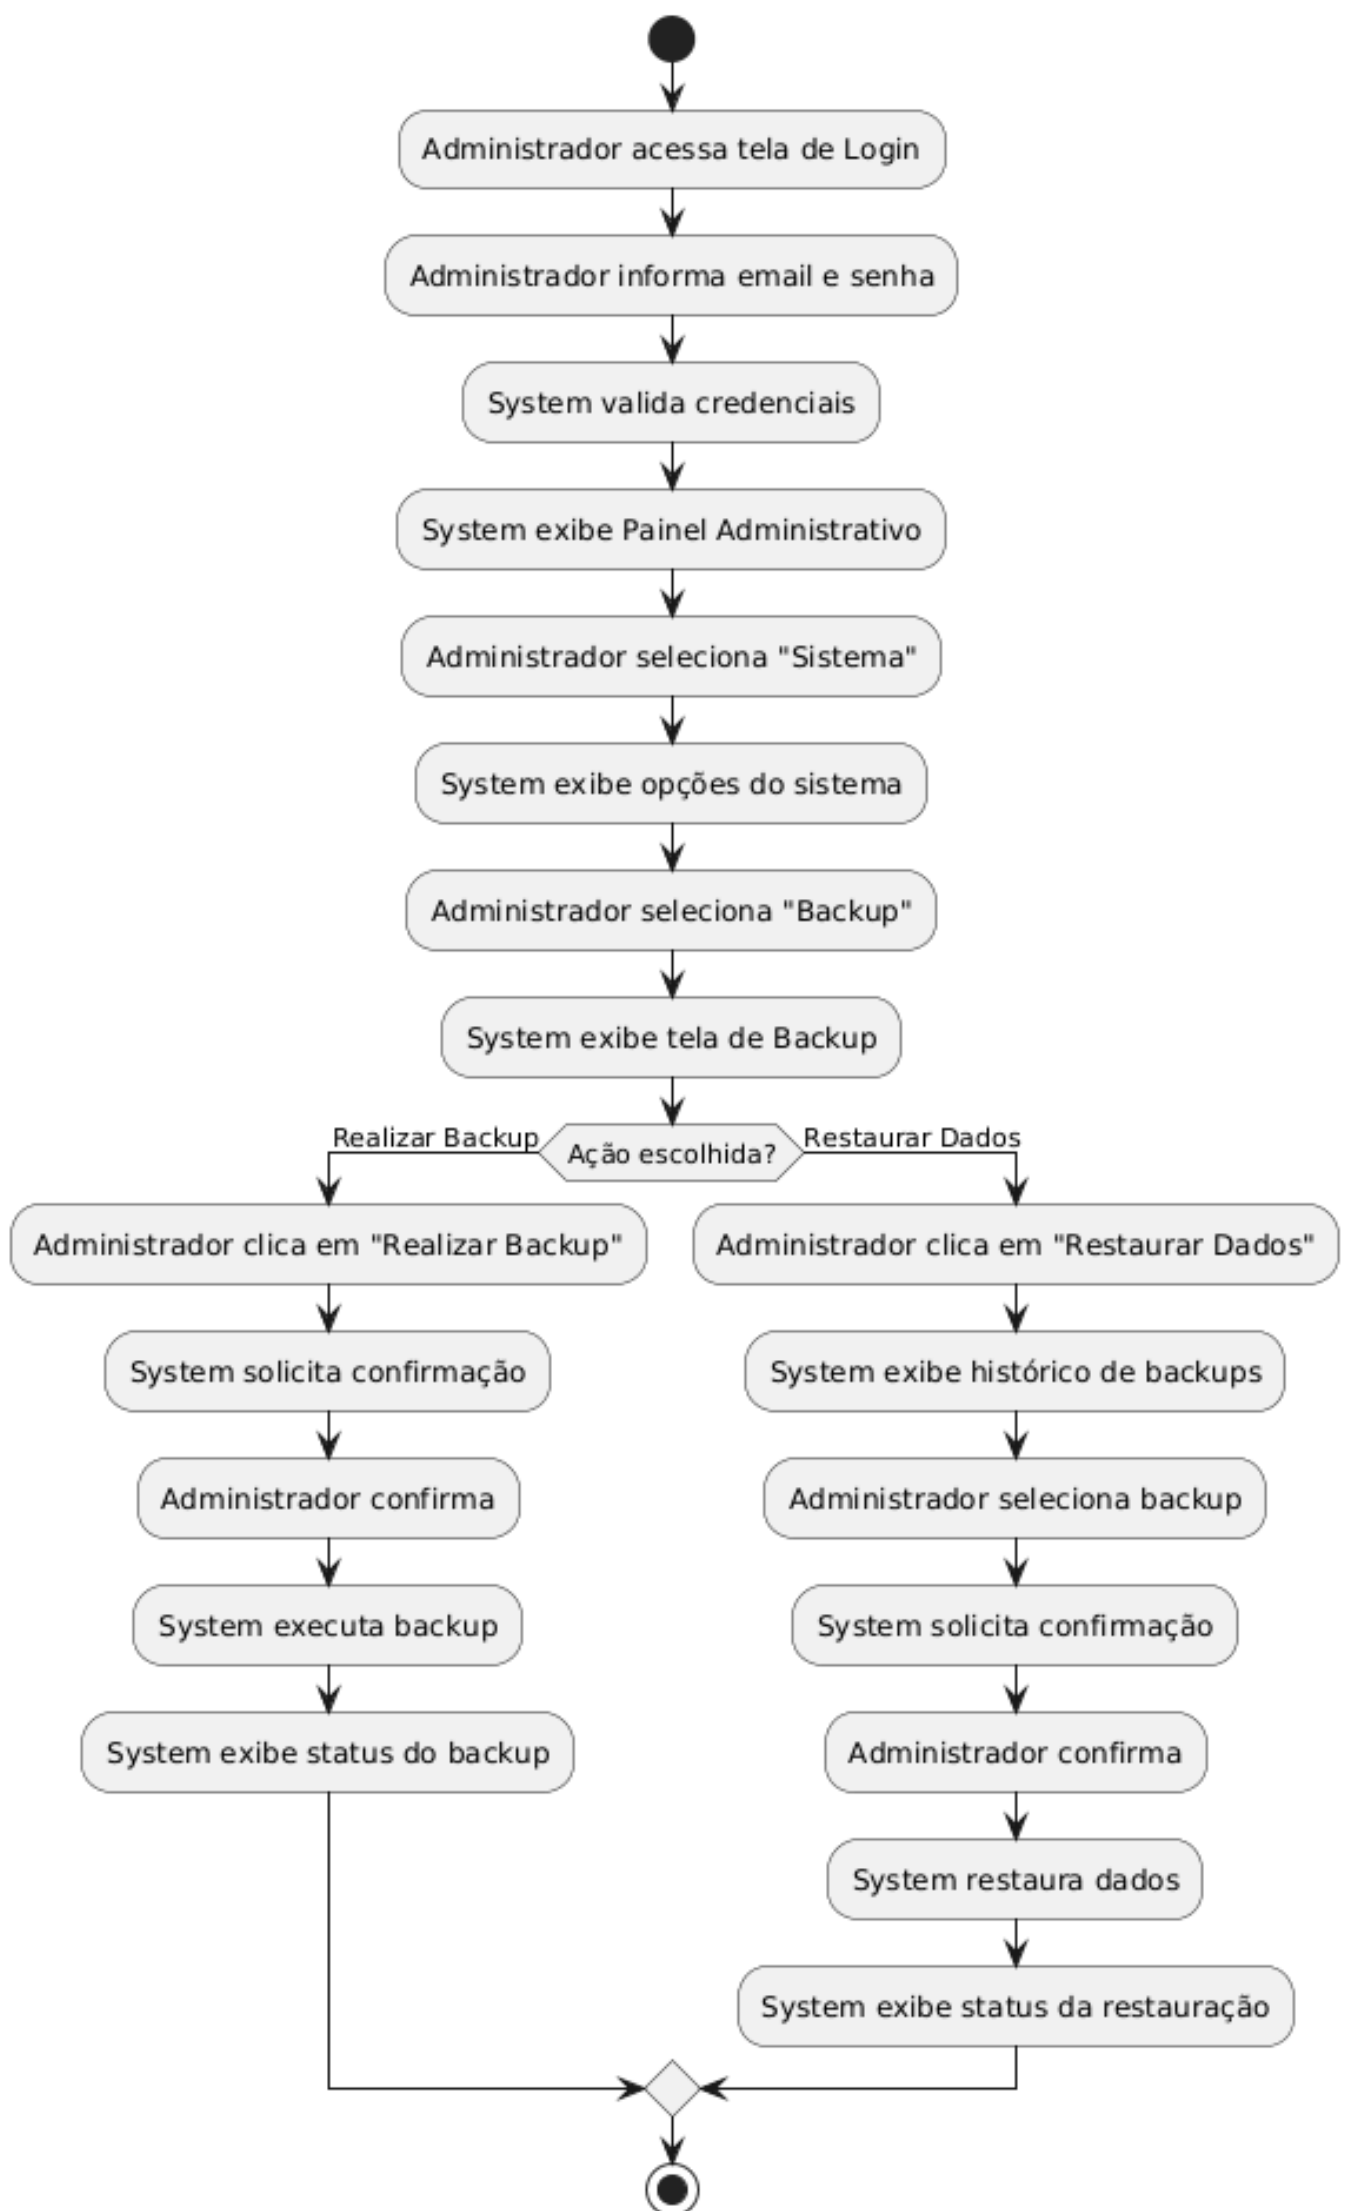 Administrador acessa tela de Login
Administrador informa email e senha
System valida credenciais
System exibe Painel Administrativo
Administrador seleciona "Sistema"
System exibe opções do sistema
Administrador seleciona "Backup"
System exibe tela de Backup
Ação escolhida?
Realizar Backup
Administrador clica em "Realizar Backup"
System solicita confirmação
Administrador confirma
System executa backup
System exibe status do backup
Restaurar Dados
Administrador clica em "Restaurar Dados"
System exibe histórico de backups
Administrador seleciona backup
System solicita confirmação
Administrador confirma
System restaura dados
System exibe status da restauração